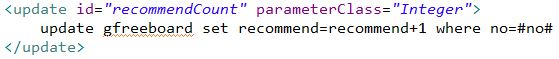 <update id="recommendCount" parameterClass="Integer">
update gfreeboard set recommend=recommend+1 where no=#no#
</update>